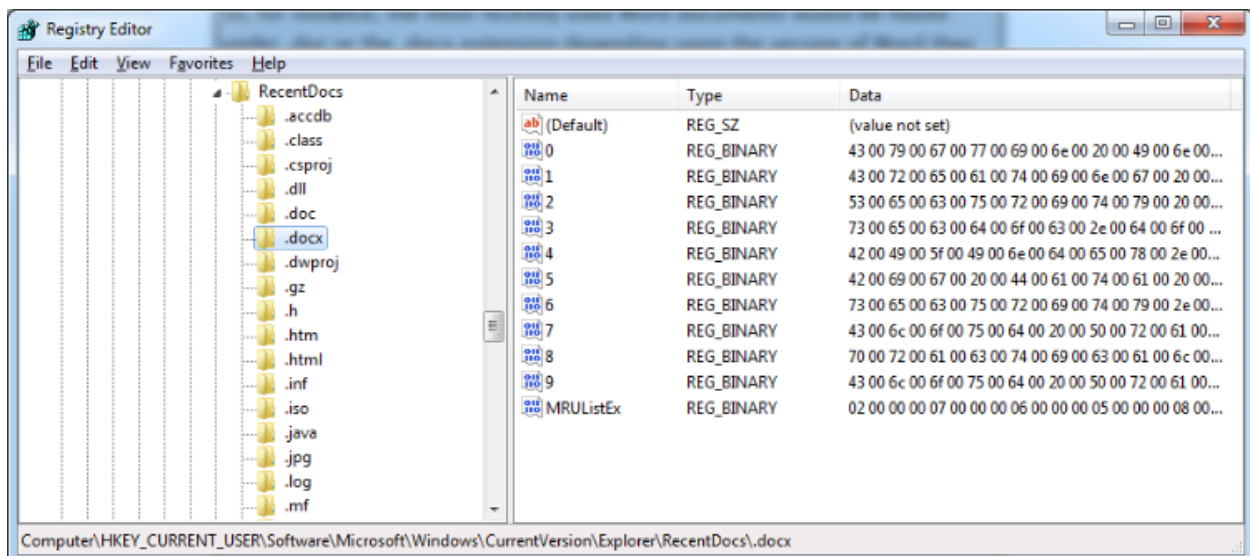 Registry Editor
File Edit View Favorites Help
RecentDocs
.accdb
.class
.csproj
.dll
.doc
.docx
.dwproj
.gz
.h
.htm
.html
.inf
.iso
.java
.jpg
.log
.mf
Name Type Data
(Default) REG_SZ (value not set)
0 REG_BINARY 43 00 79 00 67 00 77 00 69 00 6e 00 20 00 49 00 6e 00...
1 REG_BINARY 43 00 72 00 65 00 61 00 74 00 69 00 6e 00 67 00 20 00...
2 REG_BINARY 53 00 65 00 63 00 75 00 72 00 69 00 74 00 79 00 20 00...
3 REG_BINARY 73 00 65 00 63 00 64 00 6f 00 63 00 2e 00 64 00 6f 00 ...
4 REG_BINARY 42 00 49 00 5f 00 49 00 6e 00 64 00 65 00 78 00 2e 00...
5 REG_BINARY 42 00 69 00 67 00 20 00 44 00 61 00 74 00 61 00 20 00...
6 REG_BINARY 73 00 65 00 63 00 75 00 72 00 69 00 74 00 79 00 2e 00...
7 REG_BINARY 43 00 6c 00 6f 00 75 00 64 00 20 00 50 00 72 00 61 00...
8 REG_BINARY 70 00 72 00 61 00 63 00 74 00 69 00 63 00 61 00 6c 00...
9 REG_BINARY 43 00 6c 00 6f 00 75 00 64 00 20 00 50 00 72 00 61 00...
MRUListEx REG_BINARY 02 00 00 00 07 00 00 00 06 00 00 00 05 00 00 00 08 00...
Computer\HKEY_CURRENT_USER\Software\Microsoft\Windows\CurrentVersion\Explorer\RecentDocs\.docx